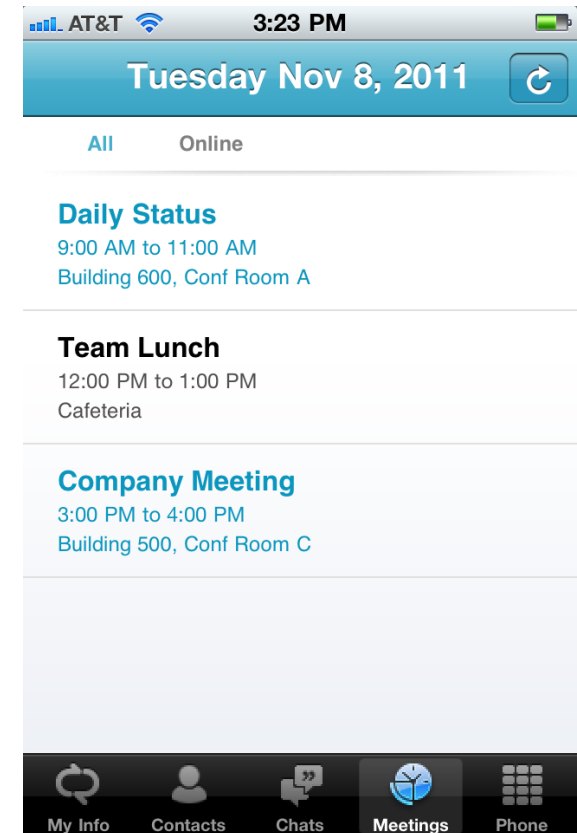 AT&T 3:23 PM
Tuesday Nov 8, 2011
All Online
Daily Status
9:00 AM to 11:00 AM
Building 600, Conf Room A
Team Lunch
12:00 PM to 1:00 PM
Cafeteria
Company Meeting
3:00 PM to 4:00 PM
Building 500, Conf Room C
My Info Contacts Chats Meetings Phone